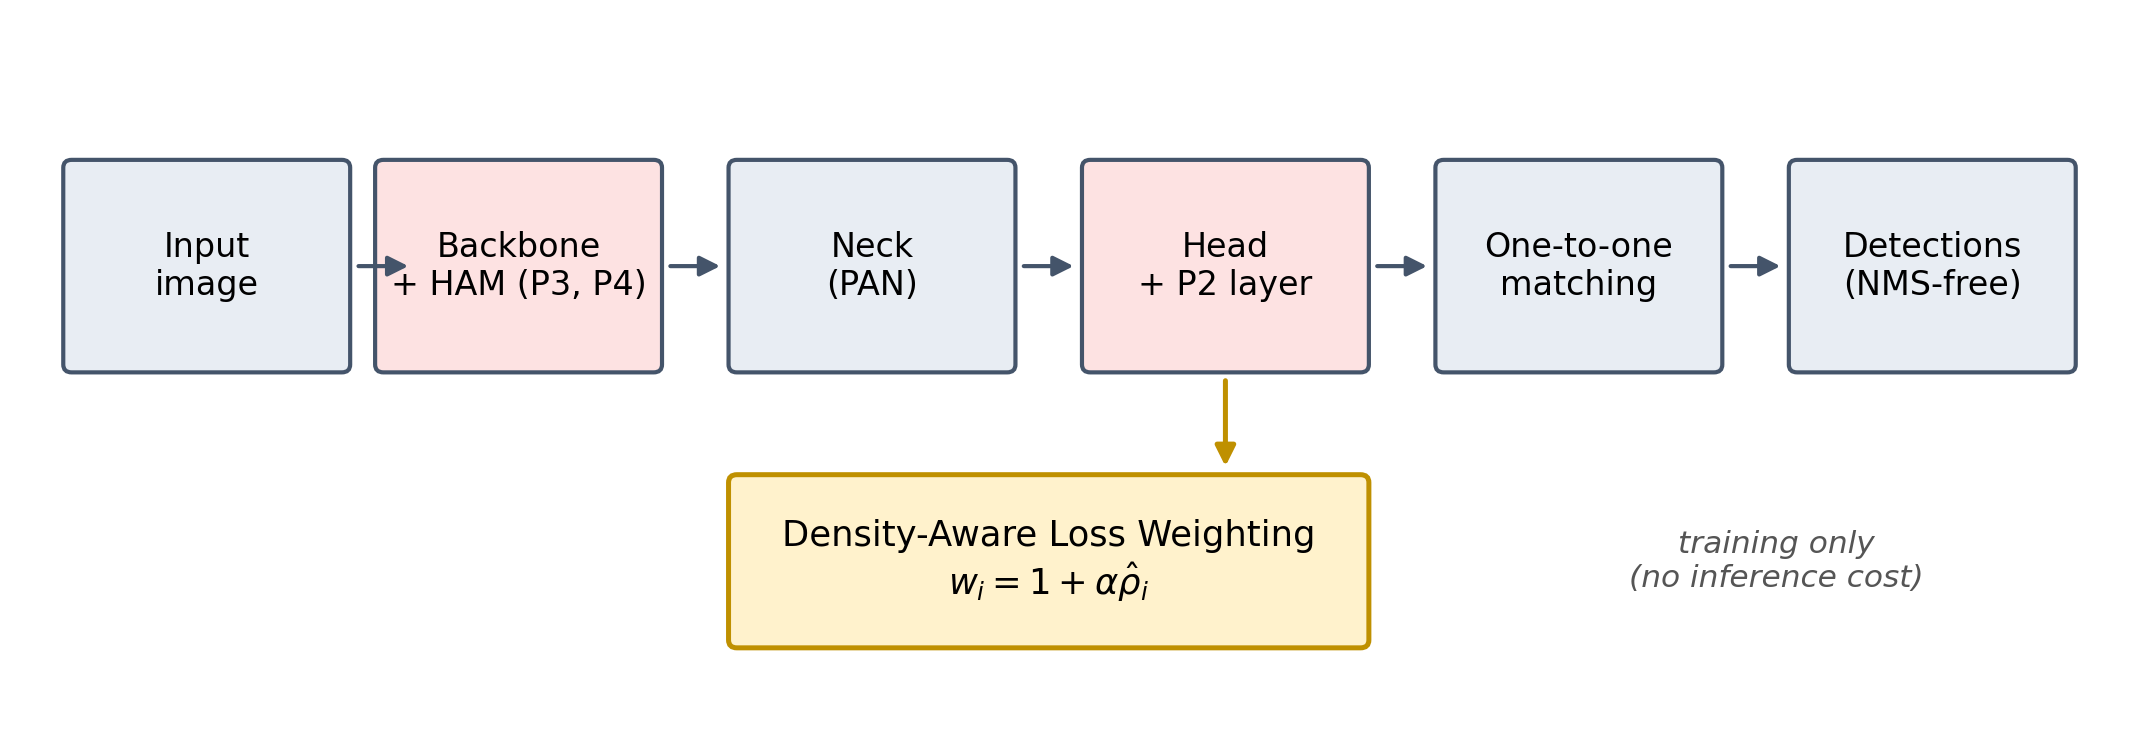 Input
image
Backbone
+ HAM (P3, P4)
Neck
(PAN)
Head
+ P2 layer
One-to-one
matching
Detections
(NMS-free)
Density-Aware Loss Weighting
wᵢ = 1 + αρ̂ᵢ
training only
(no inference cost)